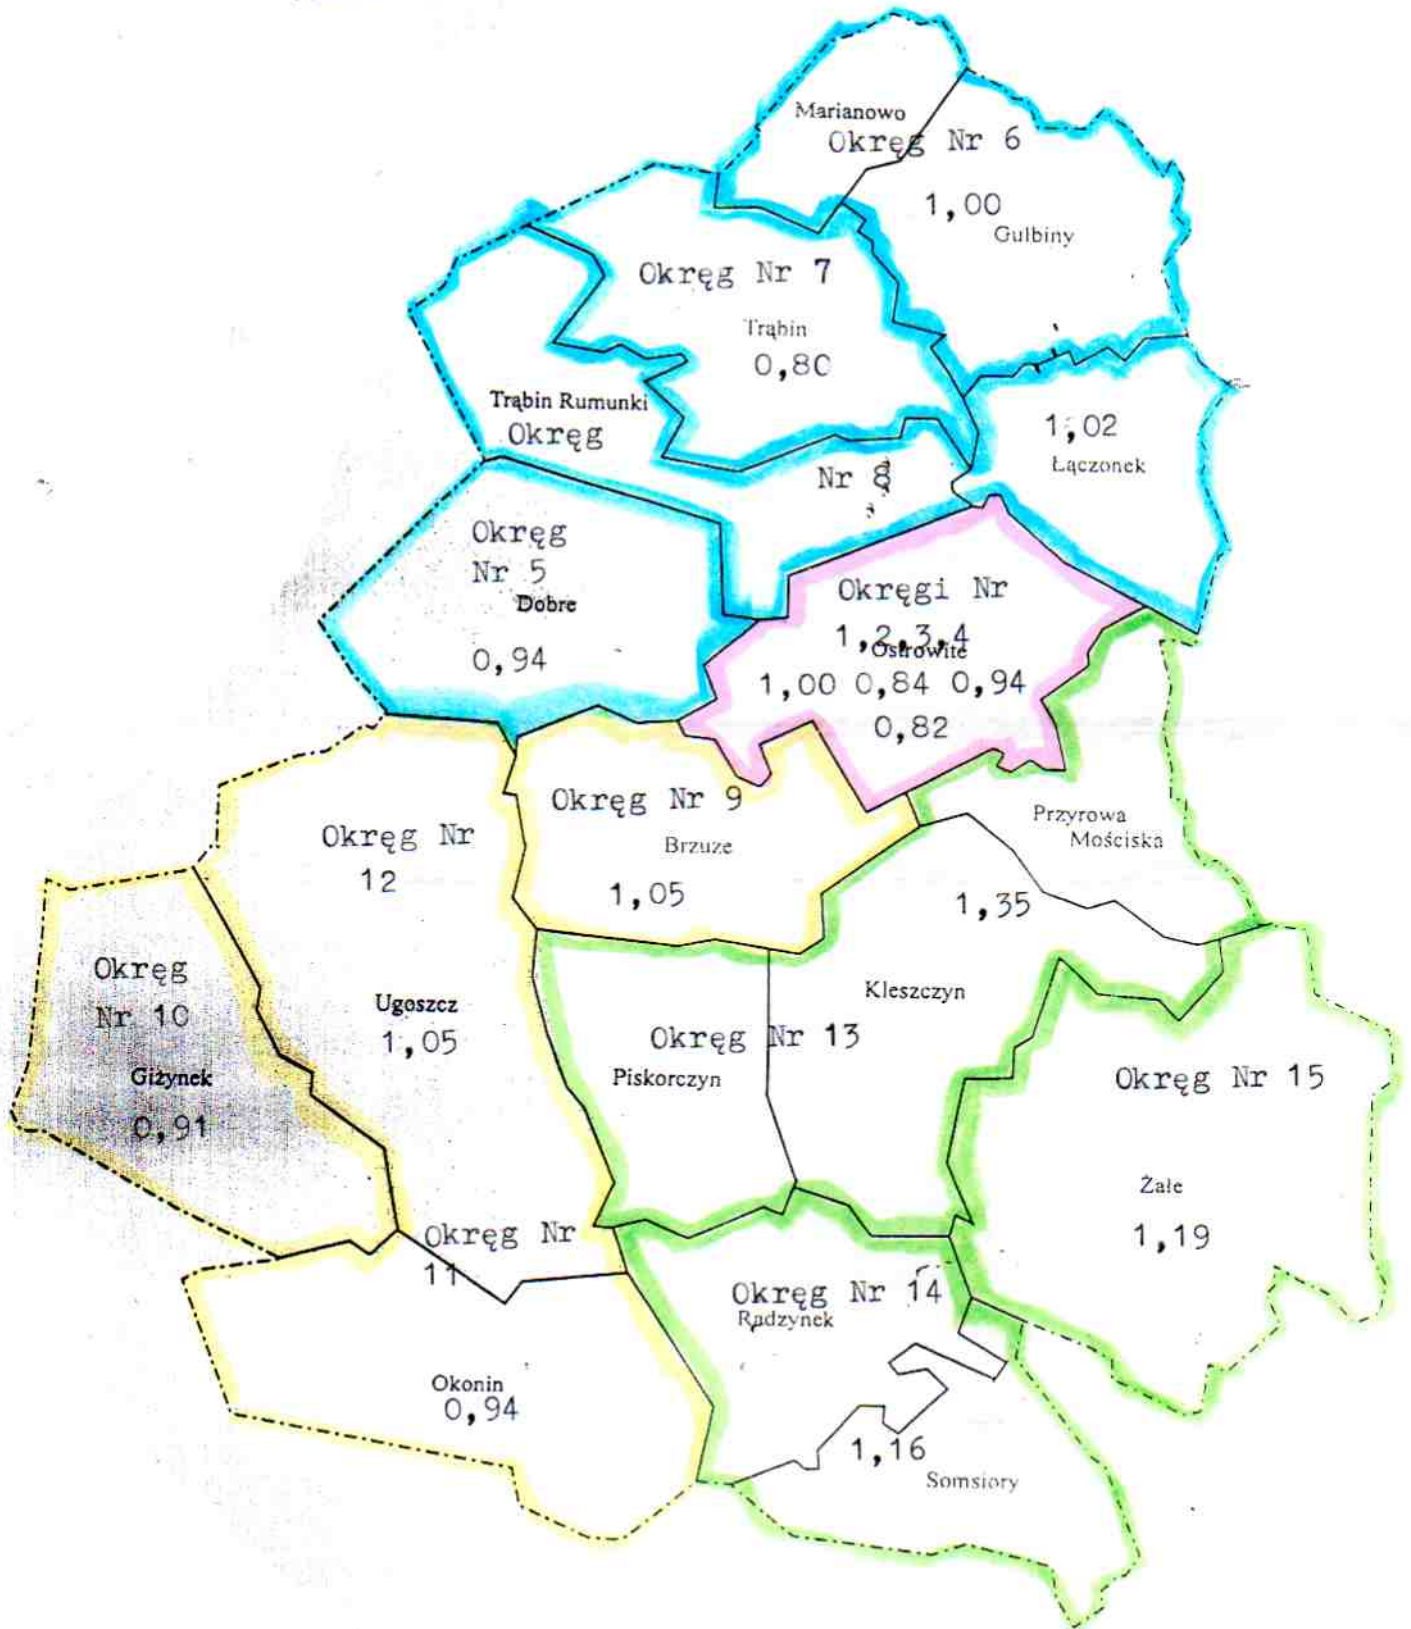 Marianowo
Okręg Nr 6
1,00
Gulbiny
Okręg Nr 7
Trąbin
0,80
Trąbin Rumunki
Okręg
Nr 8
1,02
Łączonek
Okręg
Nr 5
Dobre
0,94
Okręgi Nr
1,2,3,4
Ostrowite
1,00 0,84 0,94
0,82
Okręg Nr 9
Brzuze
1,05
Przyrowa
Mościska
Okręg Nr
12
1,35
Okręg
Nr 10
Giżynek
0,91
Ugoszcz
1,05
Kleszczyn
Okręg Nr 13
Piskorczyn
Okręg Nr 15
Żałe
1,19
Okręg Nr
11
Okręg Nr 14
Radzynek
Okonin
0,94
1,16
Somsiory